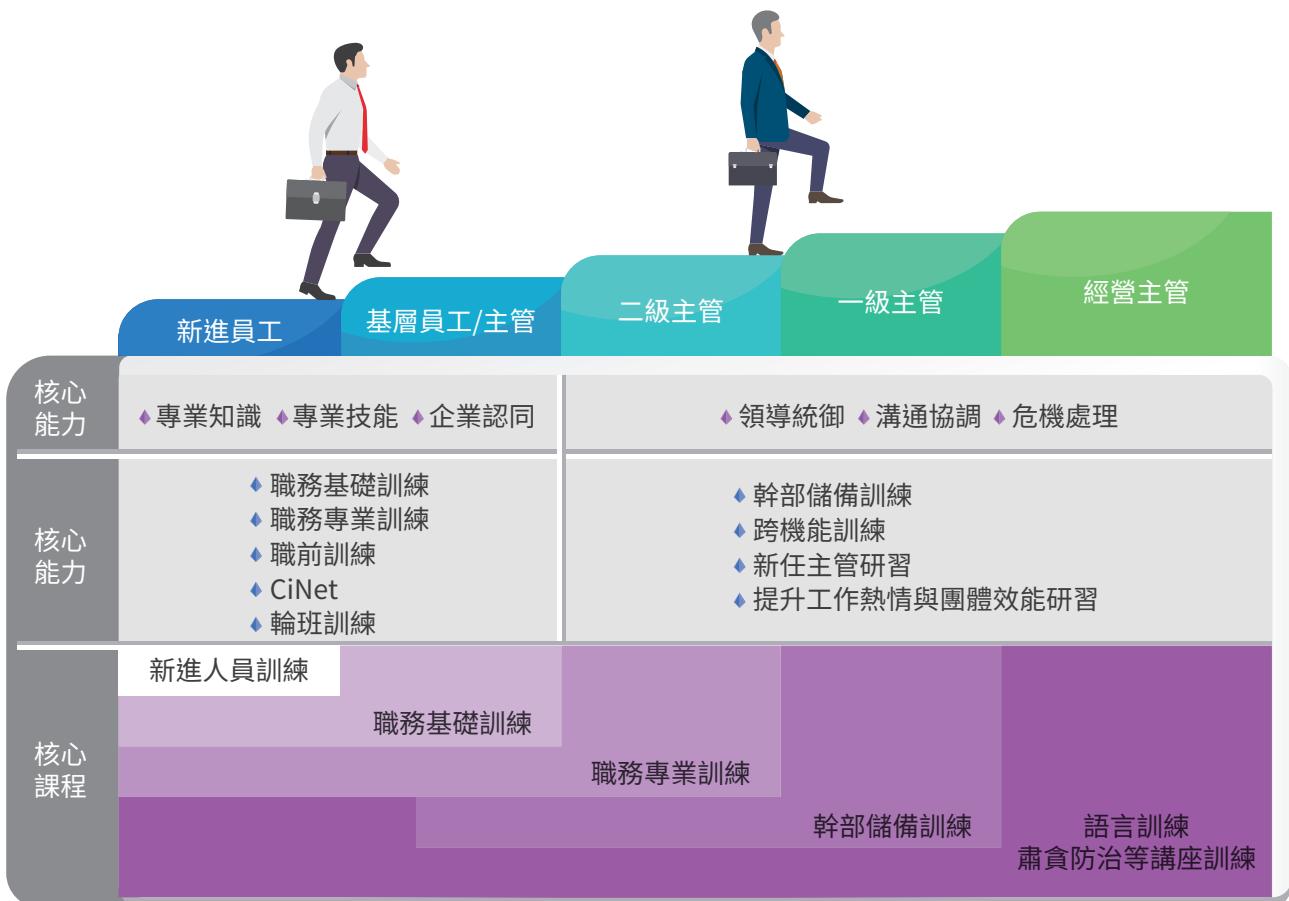 新進員工
基層員工/主管
二級主管
一級主管
經營主管
核心
能力
專業知識 專業技能 企業認同
領導統御 溝通協調 危機處理
核心
能力
職務基礎訓練
職務專業訓練
職前訓練
CiNet
輪班訓練
幹部儲備訓練
跨機能訓練
新任主管研習
提升工作熱情與團體效能研習
核心
課程
新進人員訓練
職務基礎訓練
職務專業訓練
幹部儲備訓練
語言訓練
肅貪防治等講座訓練